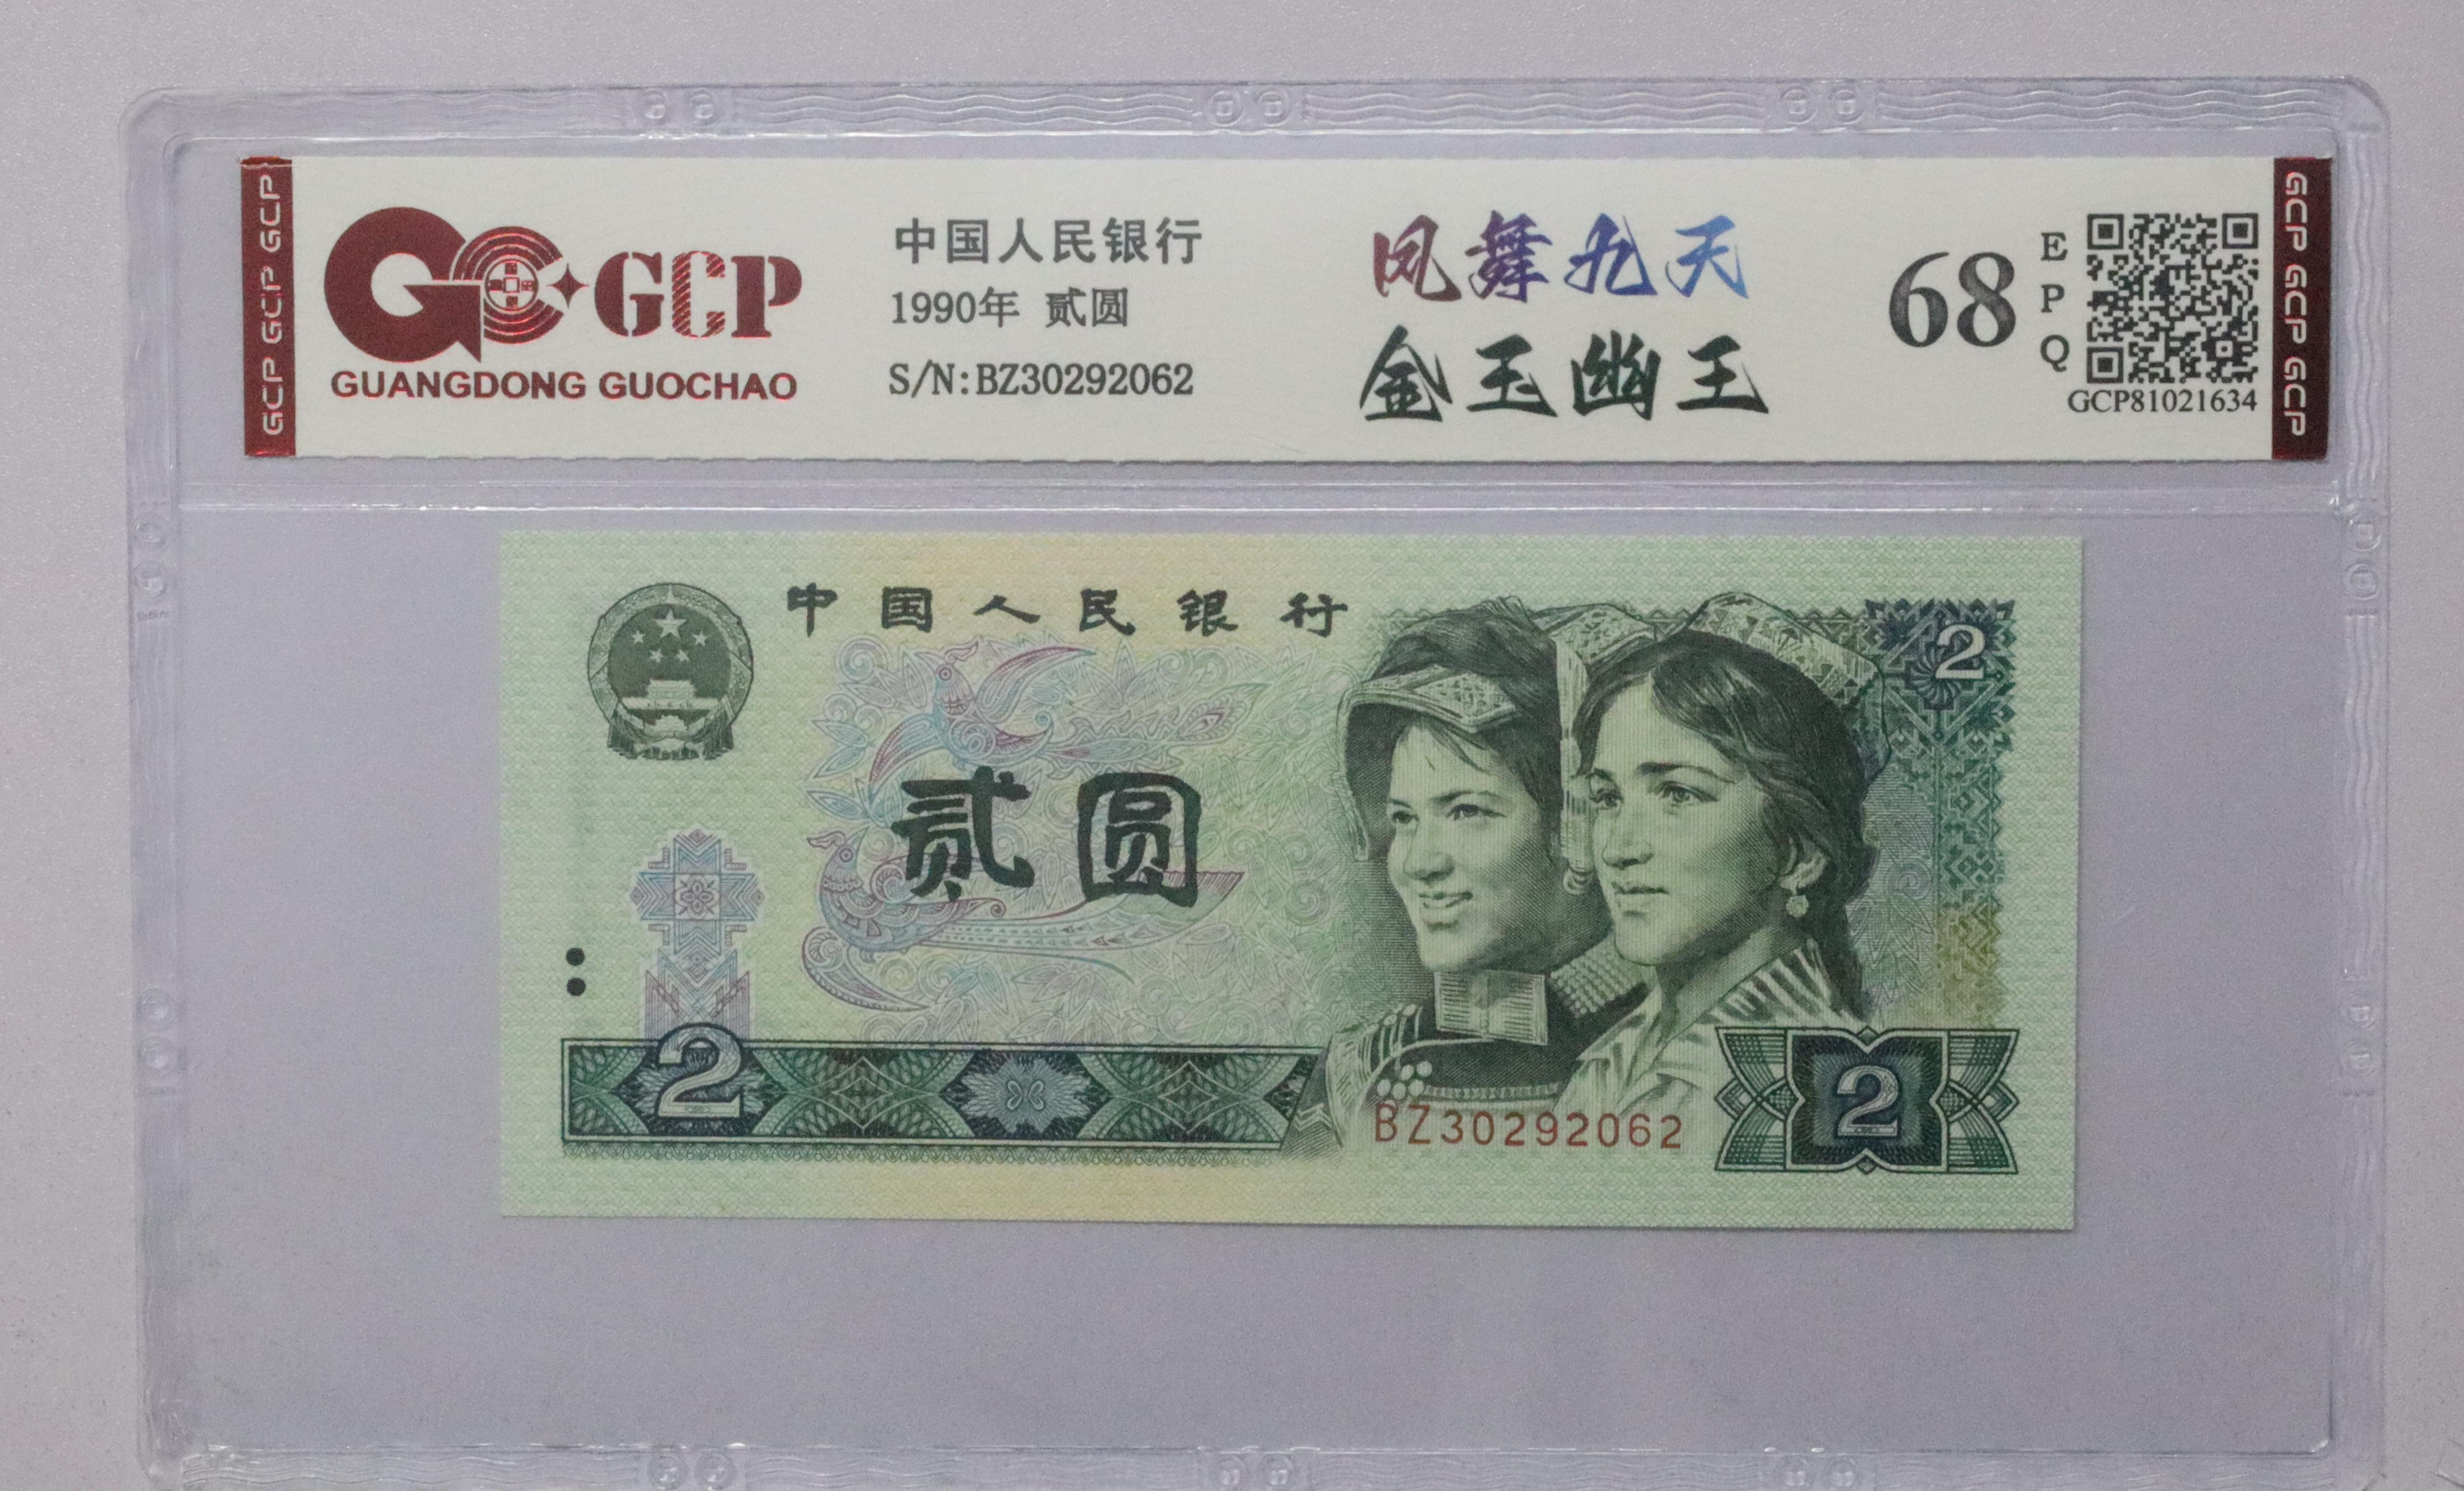 GCP GCP GCP
GCP
GUANGDONG GUOCHAO
中国人民银行
1990年 贰圆
S/N:BZ30292062
凤舞九天
金玉幽王
68
EPQ
GCP81021634
GCP GCP GCP
中国人民银行
2
贰圆
2
BZ30292062
2